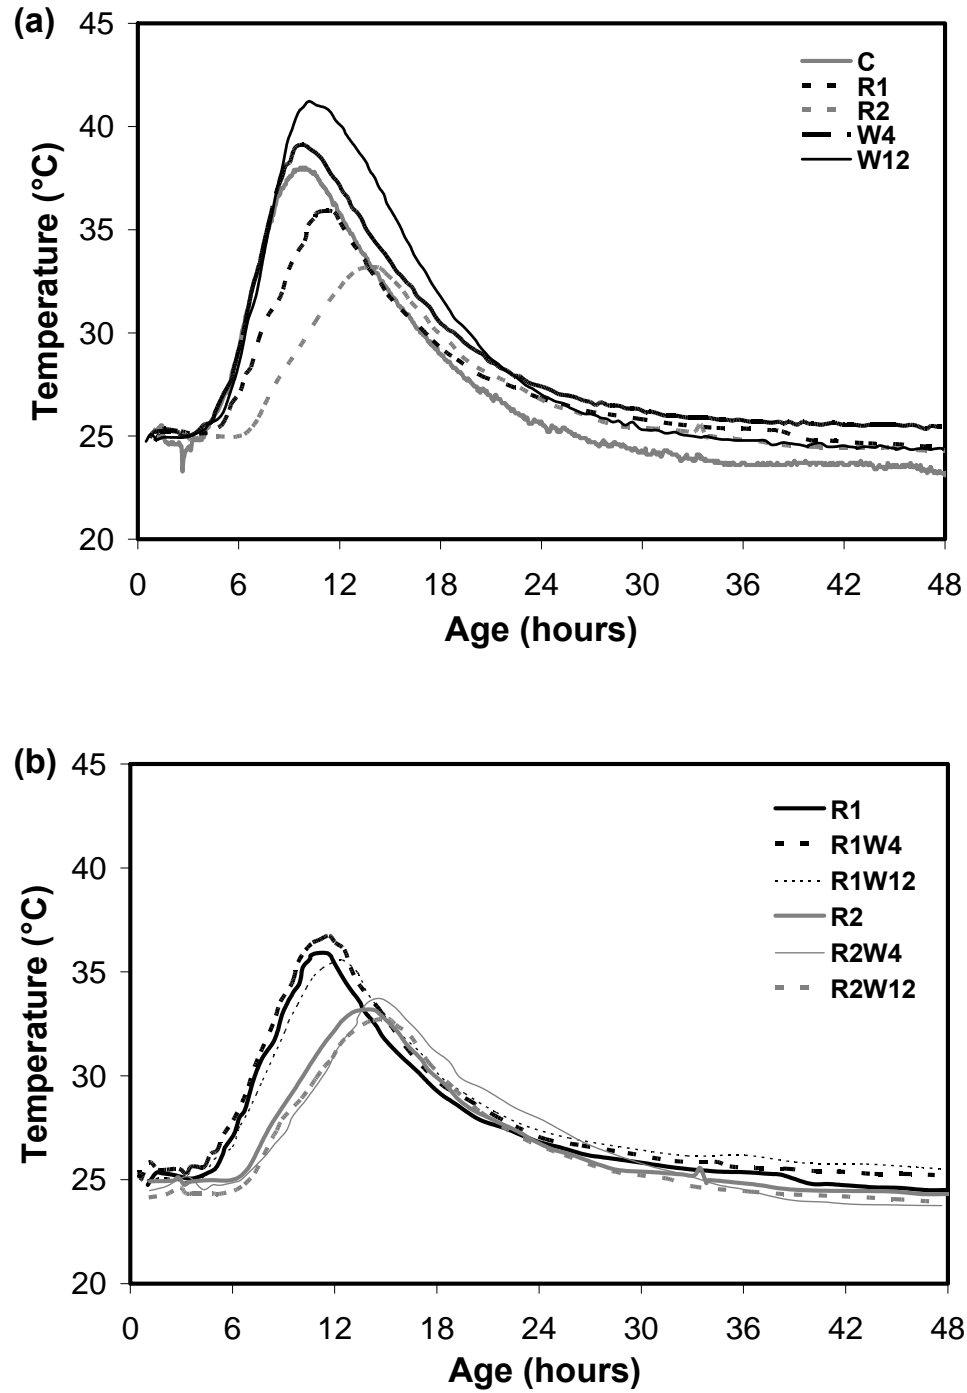 (a)
45
40
35
30
25
20
Temperature (°C)
C
R1
R2
W4
W12
0 6 12 18 24 30 36 42 48
Age (hours)
(b)
45
40
35
30
25
20
Temperature (°C)
R1
R1W4
R1W12
R2
R2W4
R2W12
0 6 12 18 24 30 36 42 48
Age (hours)